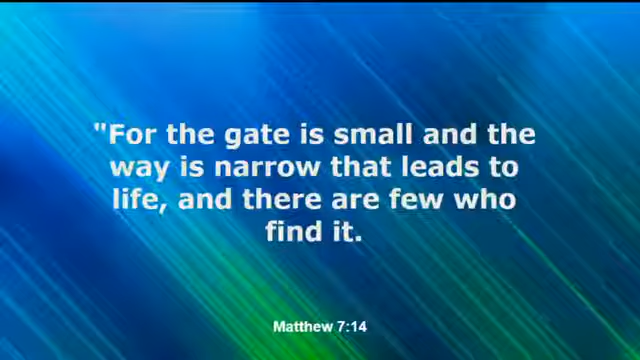 "For the gate is small and the
way is narrow that leads to
life, and there are few who
find it.
Matthew 7:14